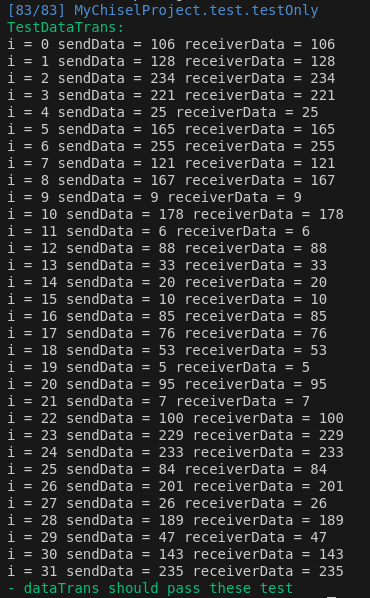 [83/83] MyChiselProject.test.testOnly
TestDataTrans:
i = 0 sendData = 106 receiverData = 106
i = 1 sendData = 128 receiverData = 128
i = 2 sendData = 234 receiverData = 234
i = 3 sendData = 221 receiverData = 221
i = 4 sendData = 25 receiverData = 25
i = 5 sendData = 165 receiverData = 165
i = 6 sendData = 255 receiverData = 255
i = 7 sendData = 121 receiverData = 121
i = 8 sendData = 167 receiverData = 167
i = 9 sendData = 9 receiverData = 9
i = 10 sendData = 178 receiverData = 178
i = 11 sendData = 6 receiverData = 6
i = 12 sendData = 88 receiverData = 88
i = 13 sendData = 33 receiverData = 33
i = 14 sendData = 20 receiverData = 20
i = 15 sendData = 10 receiverData = 10
i = 16 sendData = 85 receiverData = 85
i = 17 sendData = 76 receiverData = 76
i = 18 sendData = 53 receiverData = 53
i = 19 sendData = 5 receiverData = 5
i = 20 sendData = 95 receiverData = 95
i = 21 sendData = 7 receiverData = 7
i = 22 sendData = 100 receiverData = 100
i = 23 sendData = 229 receiverData = 229
i = 24 sendData = 233 receiverData = 233
i = 25 sendData = 84 receiverData = 84
i = 26 sendData = 201 receiverData = 201
i = 27 sendData = 26 receiverData = 26
i = 28 sendData = 189 receiverData = 189
i = 29 sendData = 47 receiverData = 47
i = 30 sendData = 143 receiverData = 143
i = 31 sendData = 235 receiverData = 235
- dataTrans should pass these test